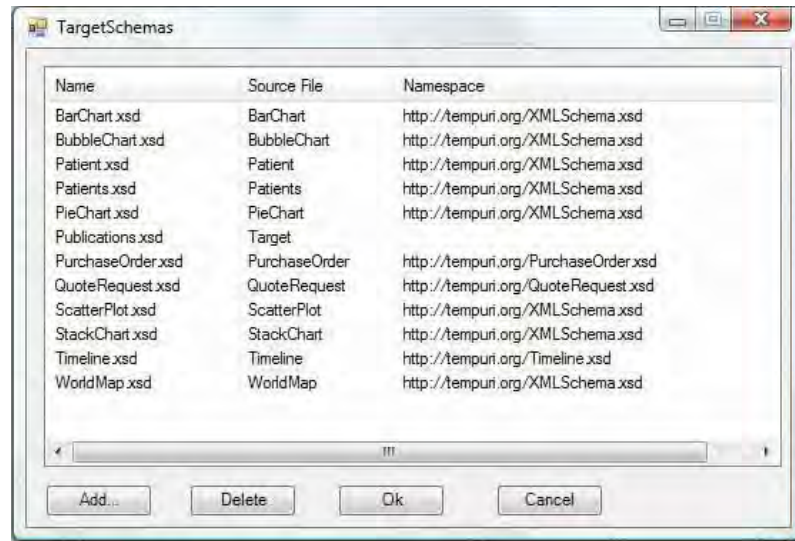 TargetSchemas
Name Source File Namespace
BarChart.xsd BarChart http://tempuri.org/XMLSchema.xsd
BubbleChart.xsd BubbleChart http://tempuri.org/XMLSchema.xsd
Patient.xsd Patient http://tempuri.org/XMLSchema.xsd
Patients.xsd Patients http://tempuri.org/XMLSchema.xsd
PieChart.xsd PieChart http://tempuri.org/XMLSchema.xsd
Publications.xsd Target
PurchaseOrder.xsd PurchaseOrder http://tempuri.org/PurchaseOrder.xsd
QuoteRequest.xsd QuoteRequest http://tempuri.org/QuoteRequest.xsd
ScatterPlot.xsd ScatterPlot http://tempuri.org/XMLSchema.xsd
StackChart.xsd StackChart http://tempuri.org/XMLSchema.xsd
Timeline.xsd Timeline http://tempuri.org/Timeline.xsd
WorldMap.xsd WorldMap http://tempuri.org/XMLSchema.xsd
Add... Delete Ok Cancel